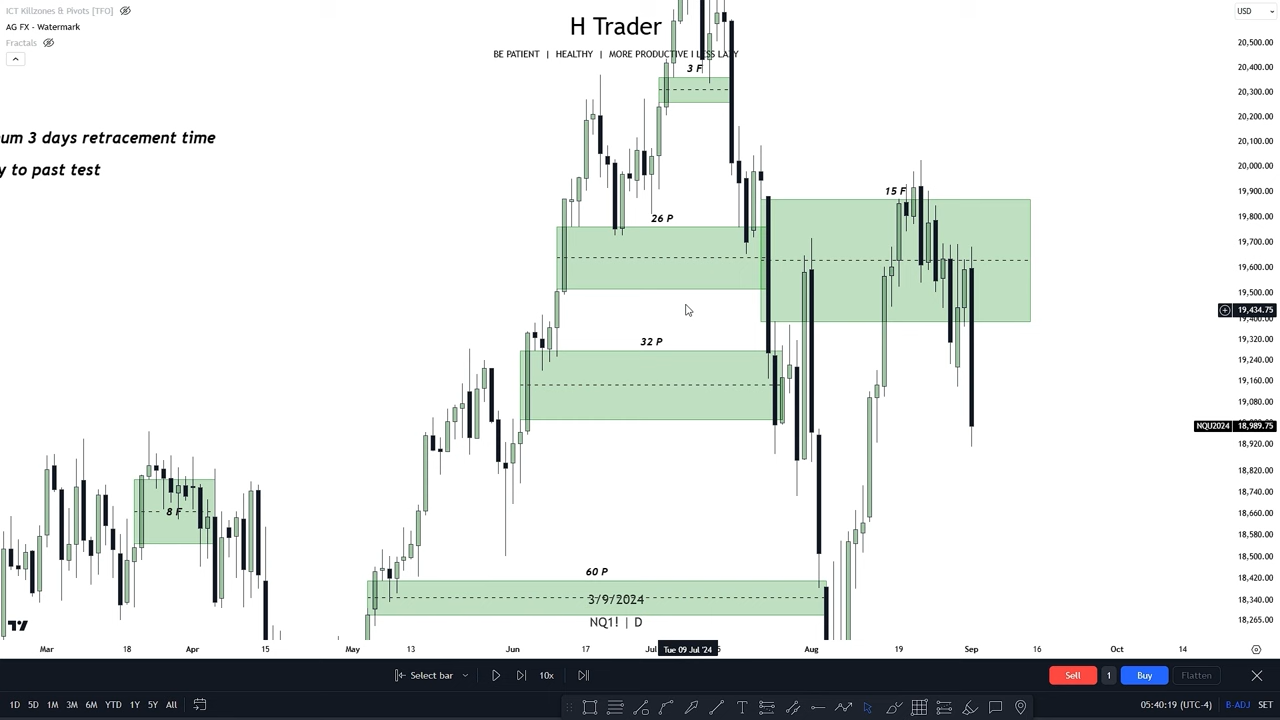 ICT Killzones & Pivots [TFO]
AG FX - Watermark
Fractals
H Trader
BE PATIENT | HEALTHY | MORE PRODUCTIVE I LESS LAZY
USD
um 3 days retracement time
y to past test
3 F
15 F
26 P
32 P
8 F
60 P
3/9/2024
NQ1! | D
20,500.00
20,400.00
20,300.00
20,200.00
20,100.00
20,000.00
19,900.00
19,800.00
19,700.00
19,600.00
19,500.00
19,434.75
19,400.00
19,320.00
19,240.00
19,160.00
19,080.00
NQU2024 18,989.75
18,920.00
18,820.00
18,740.00
18,660.00
18,580.00
18,500.00
18,420.00
18,340.00
18,265.00
Mar 18 Apr 15 May 13 Jun 17 Jul Tue 09 Jul '24 Aug 19 Sep 16 Oct 14
Select bar 10x Sell 1 Buy Flatten
1D 5D 1M 3M 6M YTD 1Y 5Y All 05:40:19 (UTC-4) B-ADJ SET